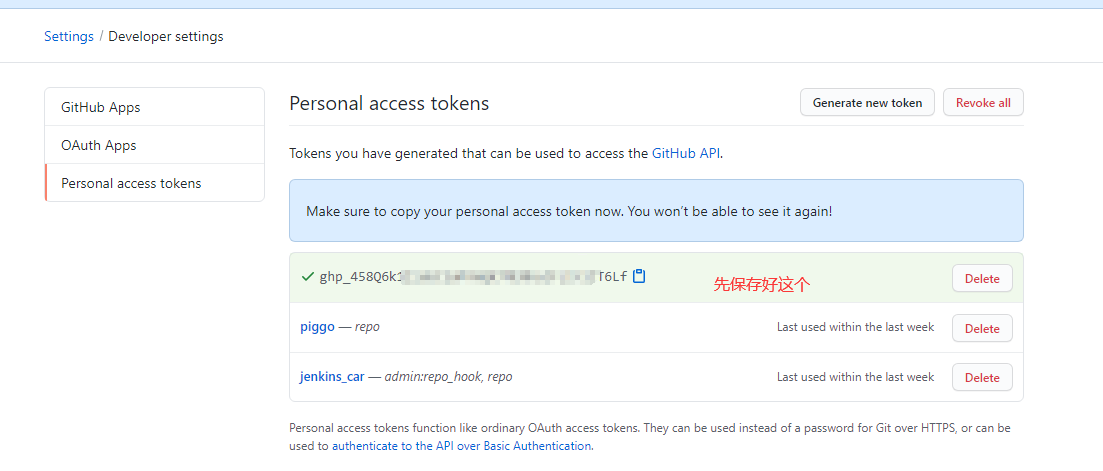 Settings / Developer settings
GitHub Apps
OAuth Apps
Personal access tokens
Personal access tokens
Generate new token
Revoke all
Tokens you have generated that can be used to access the GitHub API.
Make sure to copy your personal access token now. You won't be able to see it again!
ghp_458Q6k1
f6Lf
先保存好这个
Delete
piggo — repo
Last used within the last week
Delete
jenkins_car — admin:repo_hook, repo
Last used within the last week
Delete
Personal access tokens function like ordinary OAuth access tokens. They can be used instead of a password for Git over HTTPS, or can be
used to authenticate to the API over Basic Authentication.